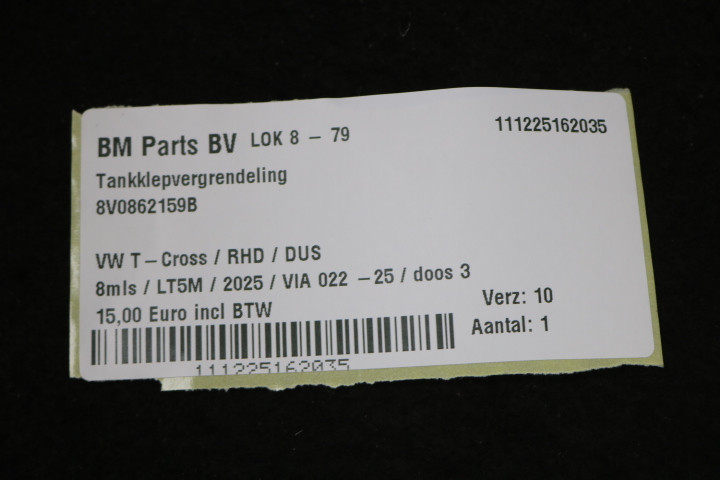 BM Parts BV LOK 8 – 79 111225162035
Tankklepvergrendeling
8V0862159B
VW T–Cross / RHD / DUS
8mls / LT5M / 2025 / VIA 022 –25 / doos 3
15,00 Euro incl BTW Verz: 10
Aantal: 1
111225162035